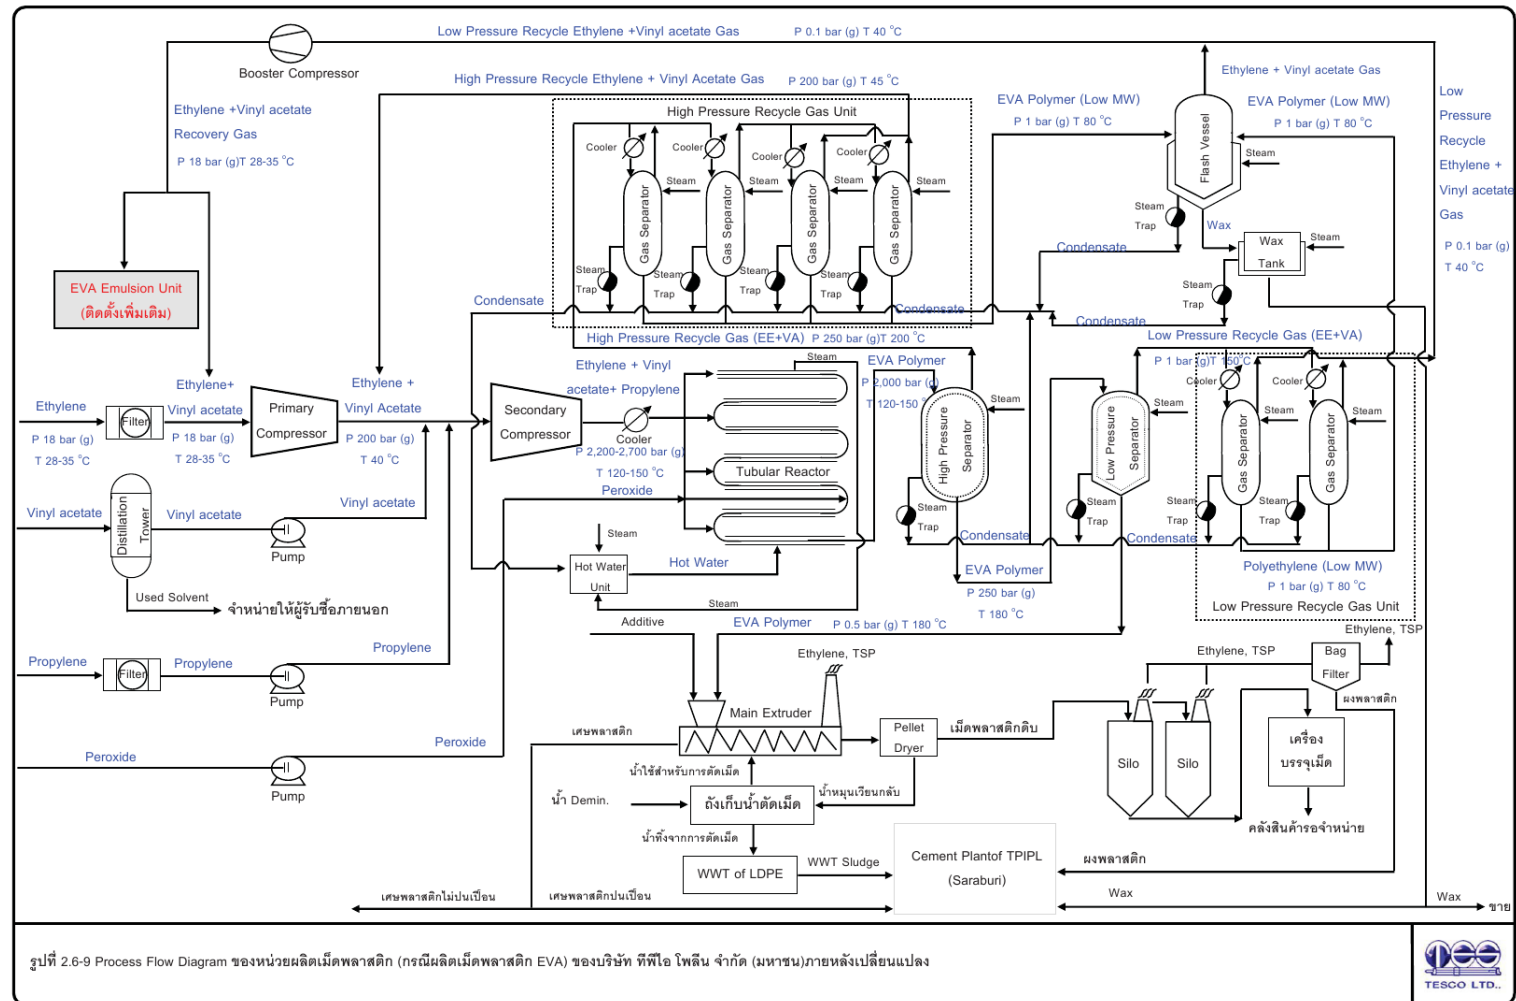 Low Pressure Recycle Ethylene +Vinyl acetate Gas
P 0.1 bar (g) T 40 °C
Booster Compressor
High Pressure Recycle Ethylene + Vinyl Acetate Gas
P 200 bar (g) T 45 °C
Ethylene + Vinyl acetate Gas
Ethylene +Vinyl acetate
Recovery Gas
P 18 bar (g)T 28-35 °C
High Pressure Recycle Gas Unit
EVA Polymer (Low MW)
P 1 bar (g) T 80 °C
EVA Polymer (Low MW)
P 1 bar (g) T 80 °C
Low
Pressure
Recycle
Ethylene +
Vinyl acetate
Gas
P 0.1 bar (g)
T 40 °C
Cooler
Cooler
Cooler
Cooler
Steam
Steam
Steam
Steam
Gas Separator
Gas Separator
Gas Separator
Gas Separator
Steam
Trap
Steam
Trap
Steam
Trap
Steam
Trap
Flash Vessel
Steam
Steam
Trap
Wax
Wax
Tank
Steam
Steam
Trap
Condensate
Condensate
Condensate
Condensate
EVA Emulsion Unit
(ติดตั้งเพิ่มเติม)
High Pressure Recycle Gas (EE+VA)
P 250 bar (g)T 200 °C
Low Pressure Recycle Gas (EE+VA)
P 1 bar (g)T 150°C
Ethylene
P 18 bar (g)
T 28-35 °C
Filter
Ethylene+
Vinyl acetate
P 18 bar (g)
T 28-35 °C
Primary
Compressor
Ethylene +
Vinyl Acetate
P 200 bar (g)
T 40 °C
Secondary
Compressor
Ethylene + Vinyl
acetate+ Propylene
Cooler
P 2,200-2,700 bar (g)
T 120-150 °C
Peroxide
Steam
Tubular Reactor
EVA Polymer
P 2,000 bar (g)
T 120-150 °C
High Pressure
Separator
Steam
Steam
Trap
Low Pressure
Separator
Steam
Steam
Trap
Cooler
Cooler
Steam
Steam
Gas Separator
Gas Separator
Steam
Trap
Steam
Trap
Condensate
Condensate
Vinyl acetate
Distillation
Tower
Vinyl acetate
Pump
Vinyl acetate
Used Solvent
จำหน่ายให้ผู้รับซื้อภายนอก
Steam
Hot Water
Unit
Hot Water
Steam
EVA Polymer
P 250 bar (g)
T 180 °C
Polyethylene (Low MW)
P 1 bar (g) T 80 °C
Low Pressure Recycle Gas Unit
Additive
EVA Polymer
P 0.5 bar (g) T 180 °C
Propylene
Filter
Propylene
Pump
Propylene
Ethylene, TSP
Ethylene, TSP
Bag
Filter
Ethylene, TSP
ผงพลาสติก
Main Extruder
เศษพลาสติก
Pellet
Dryer
เม็ดพลาสติกดิบ
Silo
Silo
เครื่อง
บรรจุเม็ด
Peroxide
Pump
Peroxide
น้ำใช้สำหรับการตัดเม็ด
น้ำ Demin.
ถังเก็บน้ำตัดเม็ด
น้ำหมุนเวียนกลับ
คลังสินค้ารอจำหน่าย
น้ำทิ้งจากการตัดเม็ด
WWT of LDPE
WWT Sludge
Cement Plantof TPIPL
(Saraburi)
ผงพลาสติก
เศษพลาสติกไม่ปนเปื้อน
เศษพลาสติกปนเปื้อน
Wax
Wax
ขาย
รูปที่ 2.6-9 Process Flow Diagram ของหน่วยผลิตเม็ดพลาสติก (กรณีผลิตเม็ดพลาสติก EVA) ของบริษัท ทีพีไอ โพลีน จำกัด (มหาชน)ภายหลังเปลี่ยนแปลง
TESCO LTD..